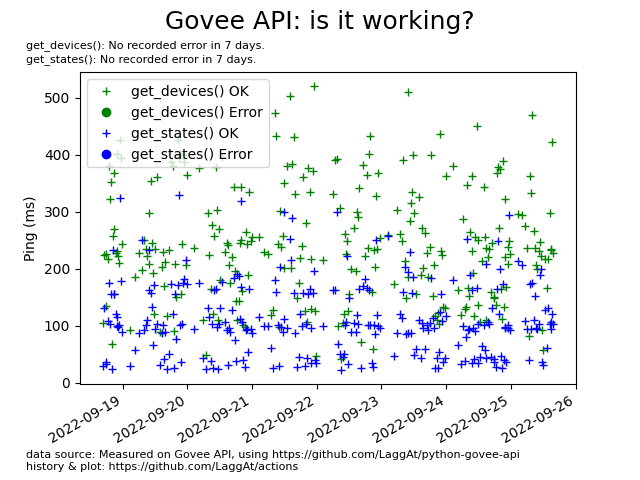 Govee API: is it working?
get_devices(): No recorded error in 7 days.
get_states(): No recorded error in 7 days.
get_devices() OK
get_devices() Error
get_states() OK
get_states() Error
Ping (ms)
500
400
300
200
100
0
2022-09-19
2022-09-20
2022-09-21
2022-09-22
2022-09-23
2022-09-24
2022-09-25
2022-09-26
data source: Measured on Govee API, using https://github.com/LaggAt/python-govee-api
history & plot: https://github.com/LaggAt/actions